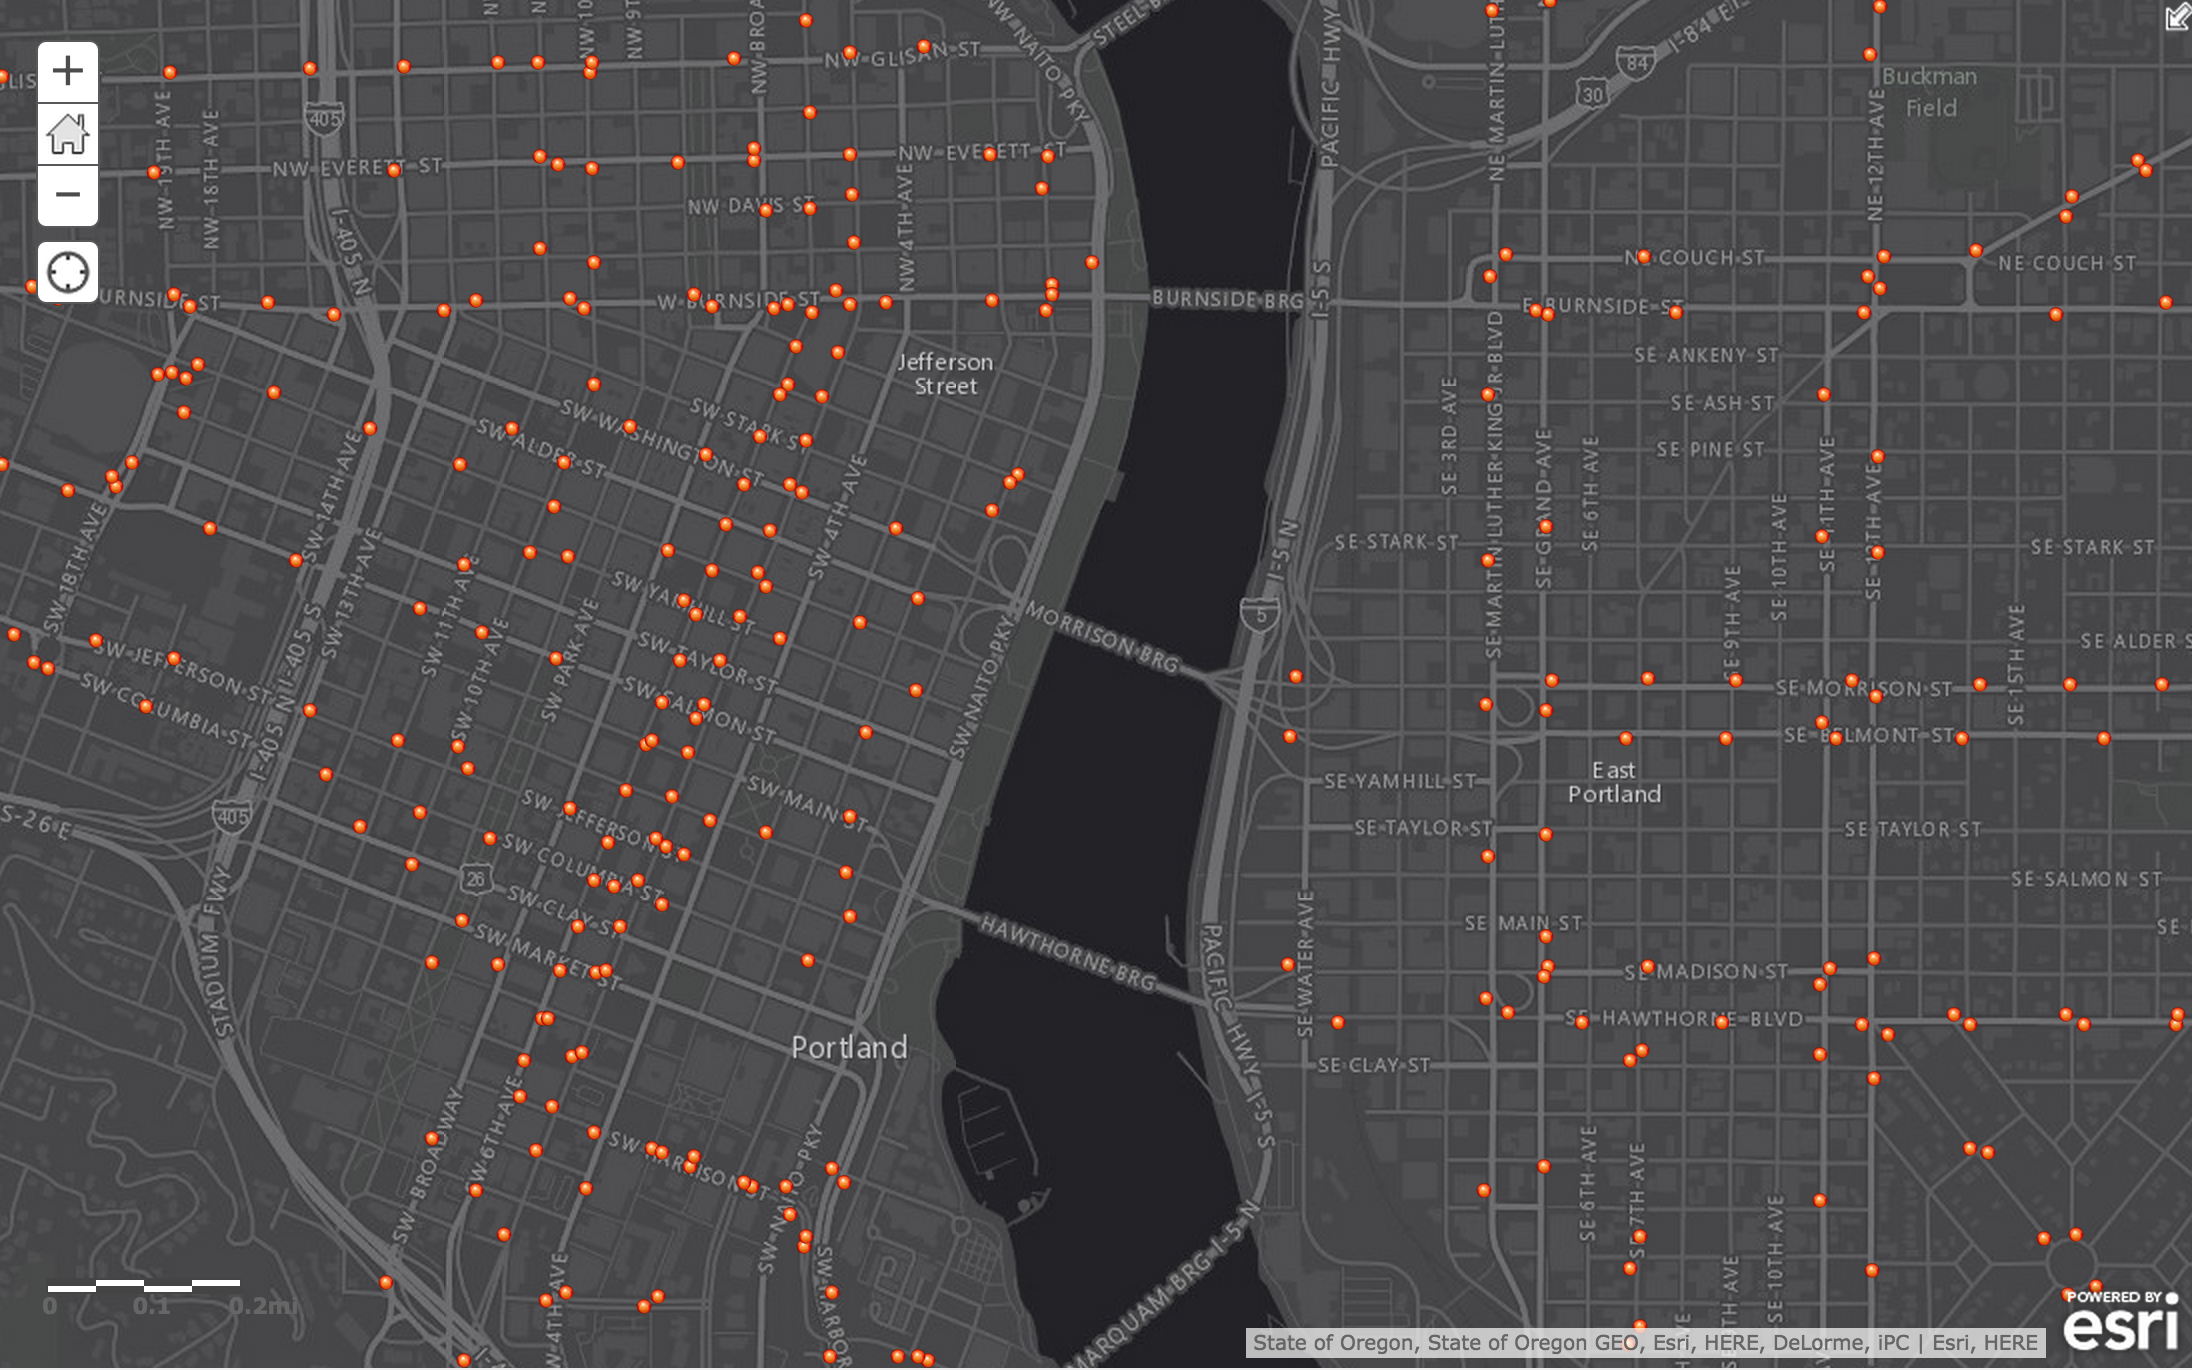 STEEL B
NW NAITO PKY
PACIFIC HWY
NE MARTIN LUTH
I-84 E
84
30
Buckman
Field
NW 10
NW 9T
NW BROA
NW GLISAN ST
GLIS
+
405
NW 19TH AVE
NW 18TH AVE
NW EVERETT ST
NW EVERETT ST
NE 12TH AVE
−
NW DAVIS ST
NW 4TH AVE
I-405 N
NE COUCH ST
NE COUCH ST
URNSIDE ST
W BURNSIDE ST
BURNSIDE BRG
I-5 S
E BURNSIDE ST
Jefferson
Street
SE ANKENY ST
SE ASH ST
SE PINE ST
SE 3RD AVE
SE MARTIN LUTHER KING JR BLVD
SE GRAND AVE
SE 6TH AVE
SE 11TH AVE
SE 12TH AVE
SE 10TH AVE
SE 9TH AVE
SW STARK S
SW WASHINGTON ST
SW ALDER ST
SW 4TH AVE
SW 14TH AVE
SW 13TH AVE
SW 18TH AVE
I-5 N
SE STARK ST
SE STARK ST
SW YAMHILL ST
SW 11TH AVE
SW 10TH AVE
SW PARK AVE
MORRISON BRG
5
SE 15TH AVE
SE ALDER S
SW TAYLOR ST
SW SALMON ST
SW NAITO PKY
SW JEFFERSON ST
SW COLUMBIA ST
I-405 N
I-405 S
SE MORRISON ST
SE BELMONT ST
East
Portland
SE YAMHILL ST
SW MAIN ST
SE TAYLOR ST
SE TAYLOR ST
S-26 E
405
SW JEFFERSON ST
SW COLUMBIA ST
26
SW CLAY ST
SW MARKET ST
SE SALMON ST
SE MAIN ST
SE
HAWTHORNE BRG
STADIUM FWY
PACIFIC HWY
I-5 S
SE WATER AVE
SE MADISON ST
SE HAWTHORNE BLVD
Portland
SE CLAY ST
SW BROADWAY
SW 6TH AVE
SW HARRISON ST
SW NAITO PKY
SE 6TH AVE
SE 7TH AVE
SE 10TH AVE
TH AVE
SW HARBOR
W 4TH AVE
MARQUAM BRG
I-5 N
I-4
0 0.1 0.2mi
POWERED BY
esri
State of Oregon, State of Oregon GEO, Esri, HERE, DeLorme, iPC | Esri, HERE